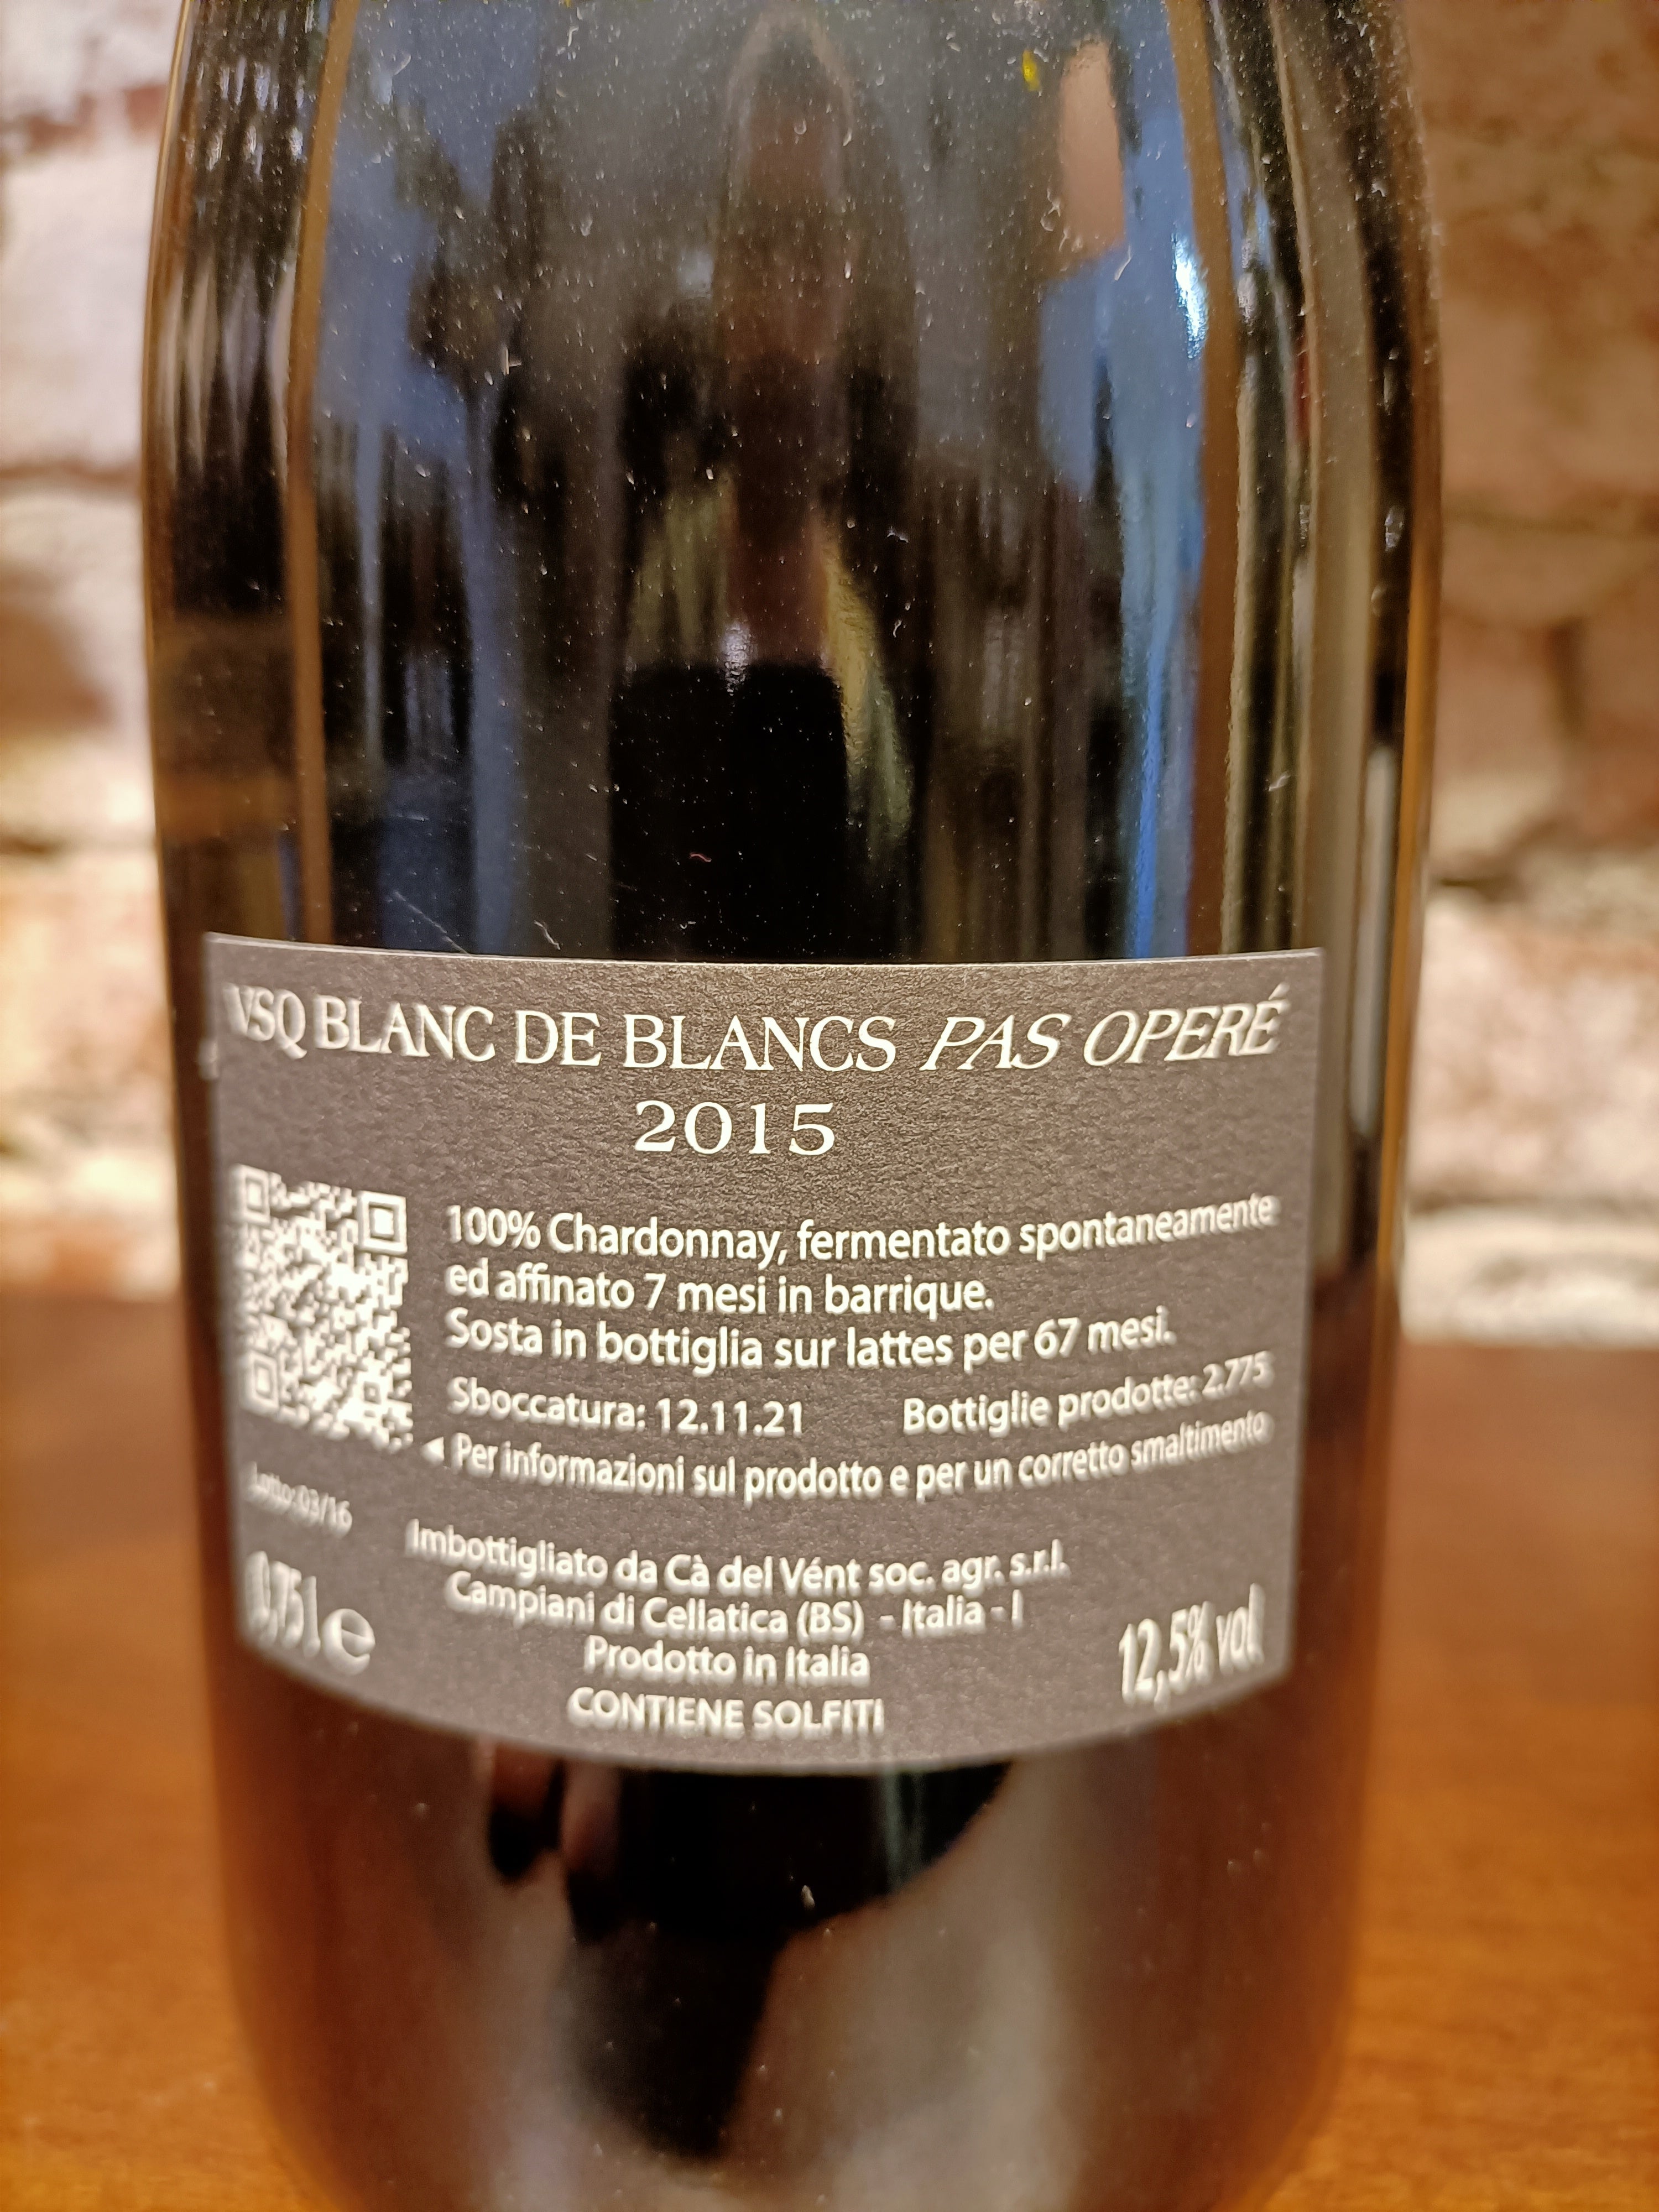 VSQ BLANC DE BLANCS PAS OPERÉ
2015
100% Chardonnay, fermentato spontaneamente
ed affinato 7 mesi in barrique.
Sosta in bottiglia sur lattes per 67 mesi.
Sboccatura: 12.11.21 Bottiglie prodotte: 2.775
◄ Per informazioni sul prodotto e per un corretto smaltimento
Lotto: 03/16
Imbottigliato da Cà del Vént soc. agr. s.r.l.
Campiani di Cellatica (BS) - Italia - I
Prodotto in Italia
CONTIENE SOLFITI
0,75 l e
12,5% vol